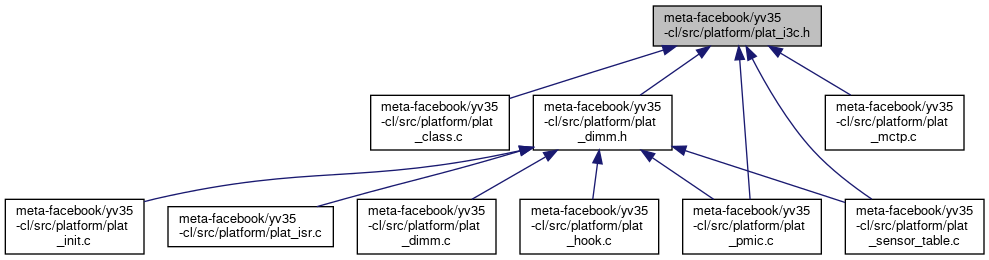 meta-facebook/yv35
-cl/src/platform/plat_i3c.h
meta-facebook/yv35
-cl/src/platform/plat
_class.c
meta-facebook/yv35
-cl/src/platform/plat
_dimm.h
meta-facebook/yv35
-cl/src/platform/plat
_mctp.c
meta-facebook/yv35
-cl/src/platform/plat
_init.c
meta-facebook/yv35
-cl/src/platform/plat_isr.c
meta-facebook/yv35
-cl/src/platform/plat
_dimm.c
meta-facebook/yv35
-cl/src/platform/plat
_hook.c
meta-facebook/yv35
-cl/src/platform/plat
_pmic.c
meta-facebook/yv35
-cl/src/platform/plat
_sensor_table.c